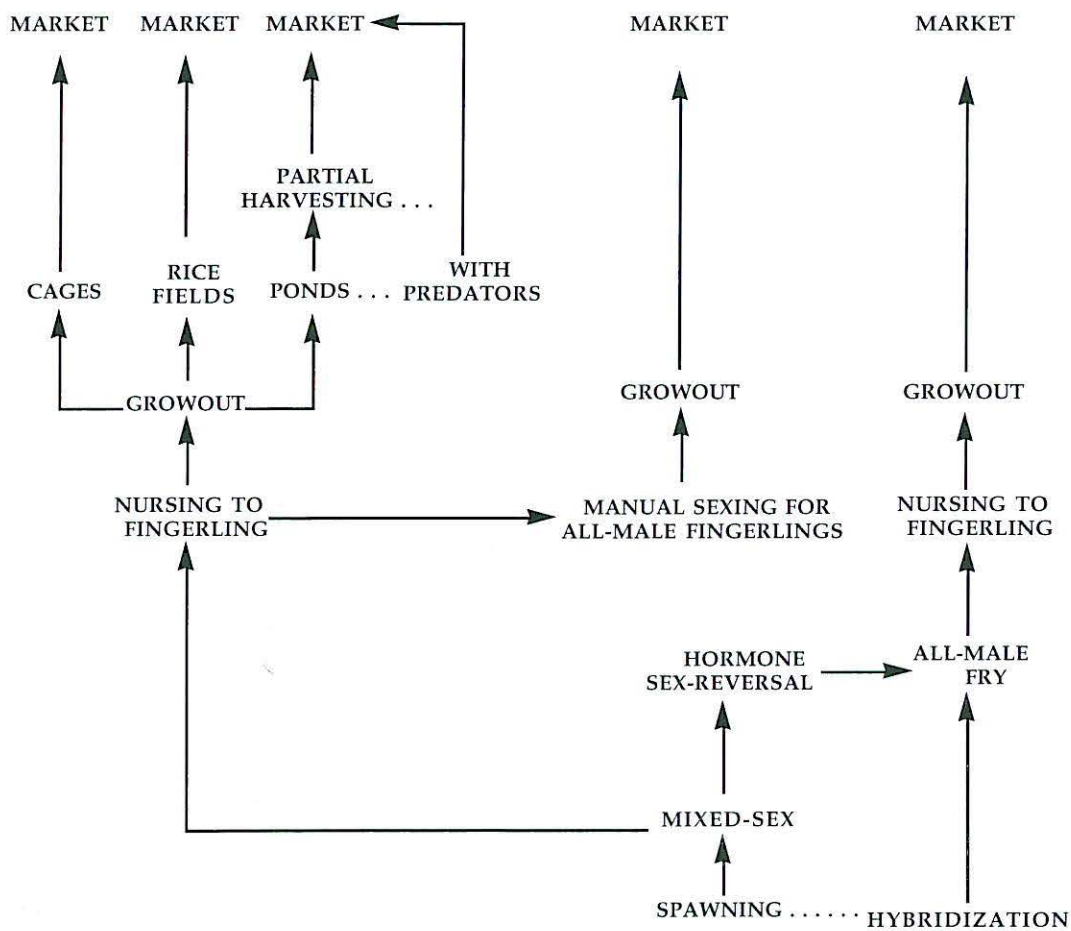 MARKET MARKET MARKET MARKET MARKET
PARTIAL
HARVESTING . . .
CAGES
RICE
FIELDS
PONDS . . .
WITH
PREDATORS
GROWOUT
GROWOUT
GROWOUT
NURSING TO
FINGERLING
MANUAL SEXING FOR
ALL-MALE FINGERLINGS
NURSING TO
FINGERLING
HORMONE
SEX-REVERSAL
ALL-MALE
FRY
MIXED-SEX
SPAWNING . . . . . . HYBRIDIZATION